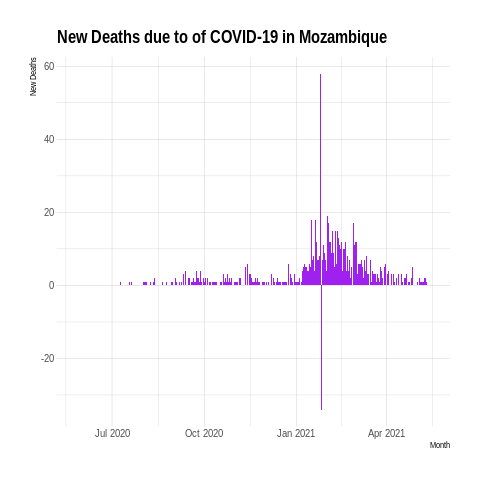 New Deaths due to of COVID-19 in Mozambique
New Deaths
60
40
20
0
-20
Jul 2020 Oct 2020 Jan 2021 Apr 2021
Month